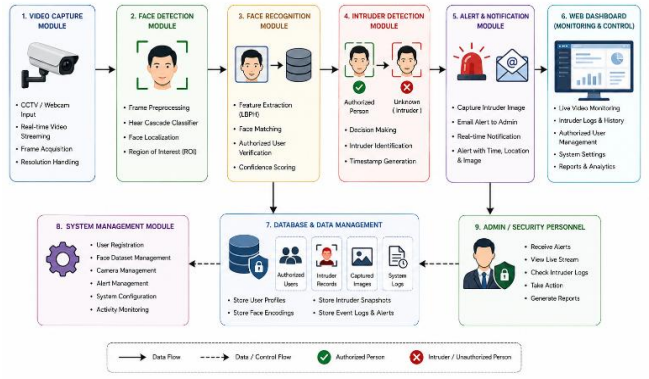 1. VIDEO CAPTURE
MODULE
• CCTV / Webcam
Input
• Real-time Video
Streaming
• Frame Acquisition
• Resolution Handling
2. FACE DETECTION
MODULE
• Frame Preprocessing
• Hear Cascade Classifier
• Face Localization
• Region of Interest (ROI)
3. FACE RECOGNITION
MODULE
• Feature Extraction
(LBPH)
• Face Matching
• Authorized User
Verification
• Confidence Scoring
4. INTRUDER DETECTION
MODULE
Authorized
Person
Unknown
(Intruder)
• Decision Making
• Intruder Identification
• Timestamp Generation
5. ALERT & NOTIFICATION
MODULE
@
• Capture Intruder Image
• Email Alert to Admin
• Real-time Notification
• Alert with Time, Location
& Image
6. WEB DASHBOARD
(MONITORING & CONTROL)
• Live Video Monitoring
• Intruder Logs & History
• Authorized User
Management
• System Settings
• Reports & Analytics
8. SYSTEM MANAGEMENT MODULE
• User Registration
• Face Dataset Management
• Camera Management
• Alert Management
• System Configuration
• Activity Monitoring
7. DATABASE & DATA MANAGEMENT
Authorized
Users
Intruder
Records
Captured
Images
System
Logs
• Store User Profiles
• Store Face Encodings
• Store Intruder Snapshots
• Store Event Logs & Alerts
9. ADMIN / SECURITY PERSONNEL
• Receive Alerts
• View Live Stream
• Check Intruder Logs
• Take Action
• Generate Reports
Data Flow
Data / Control Flow
Authorized Person
Intruder / Unauthorized Person